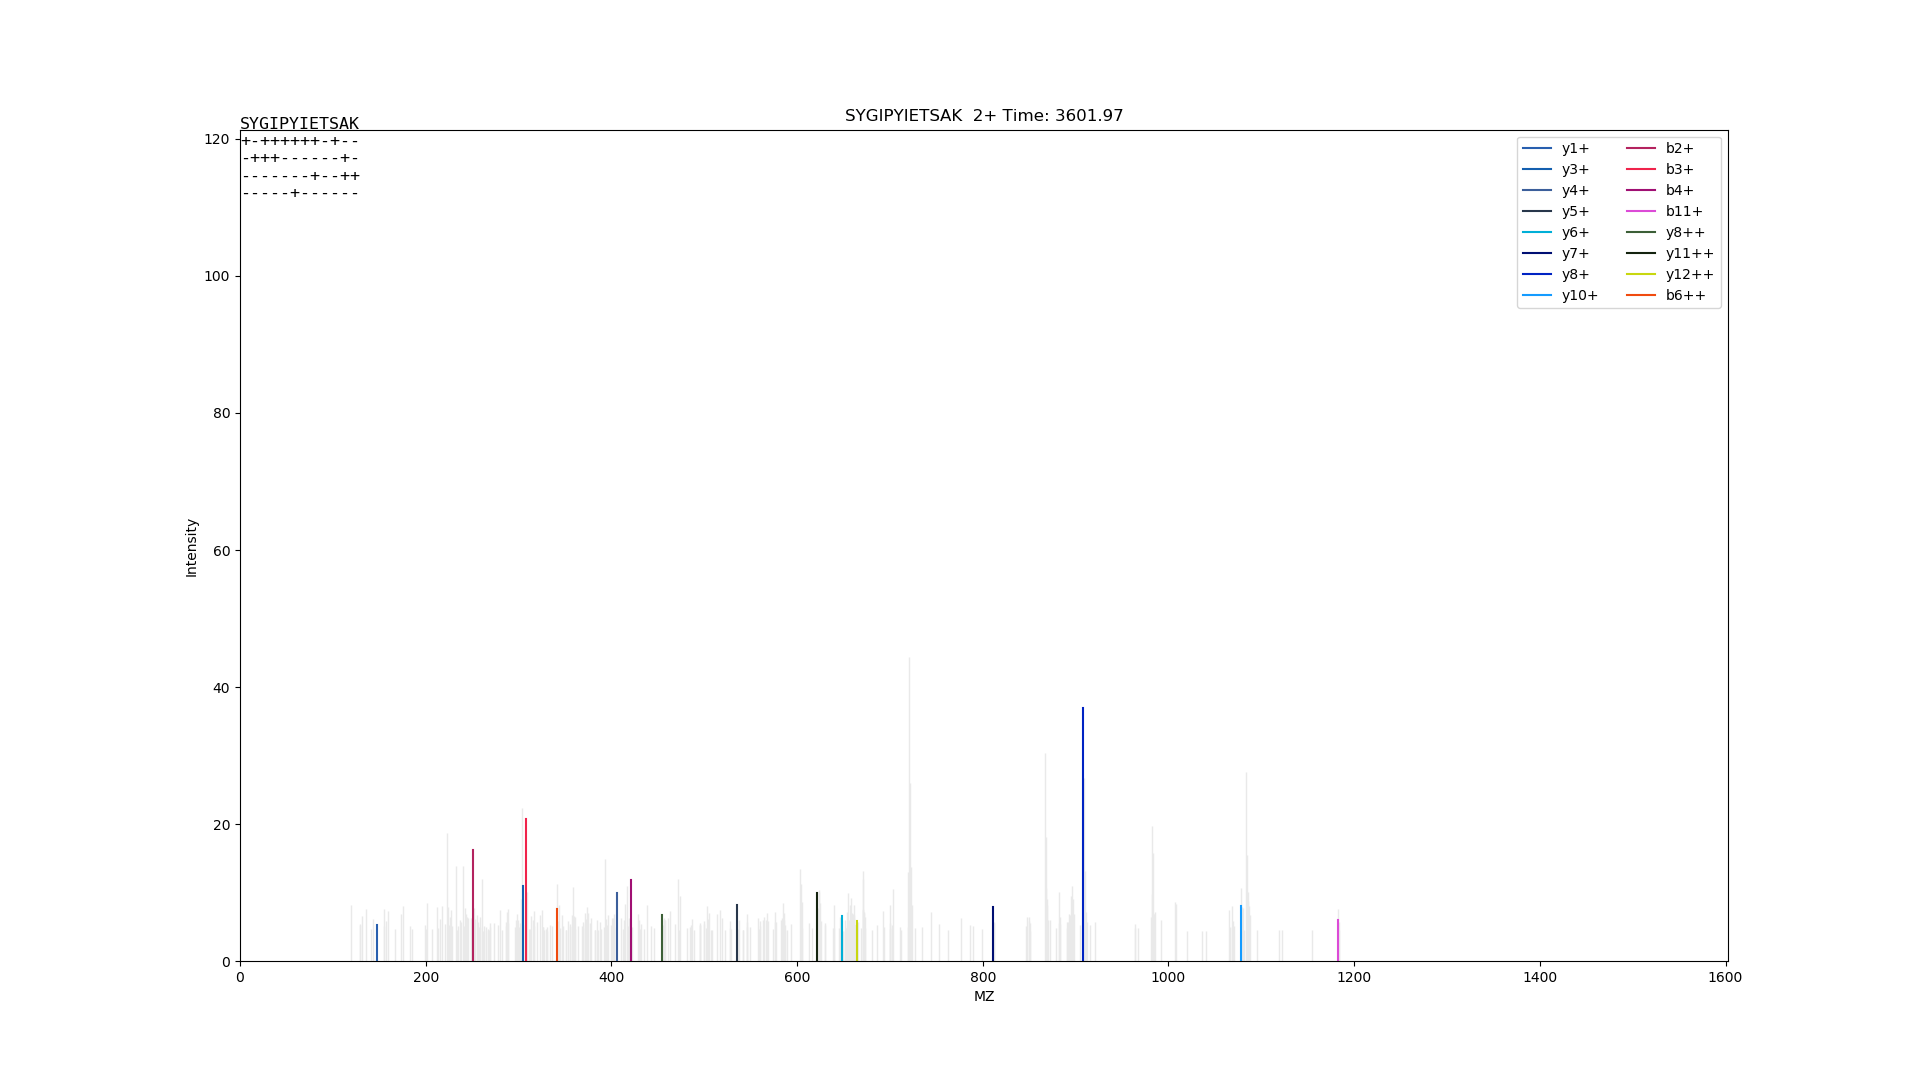 SYGIPYIETSAK  2+ Time: 3601.97
SYGIPYIETSAK
+-++++++-+--
-+++------+-
-------+--++
-----+------
120
100
80
60
40
20
0
Intensity
0 200 400 600 800 1000 1200 1400 1600
MZ
y1+
y3+
y4+
y5+
y6+
y7+
y8+
y10+
b2+
b3+
b4+
b11+
y8++
y11++
y12++
b6++